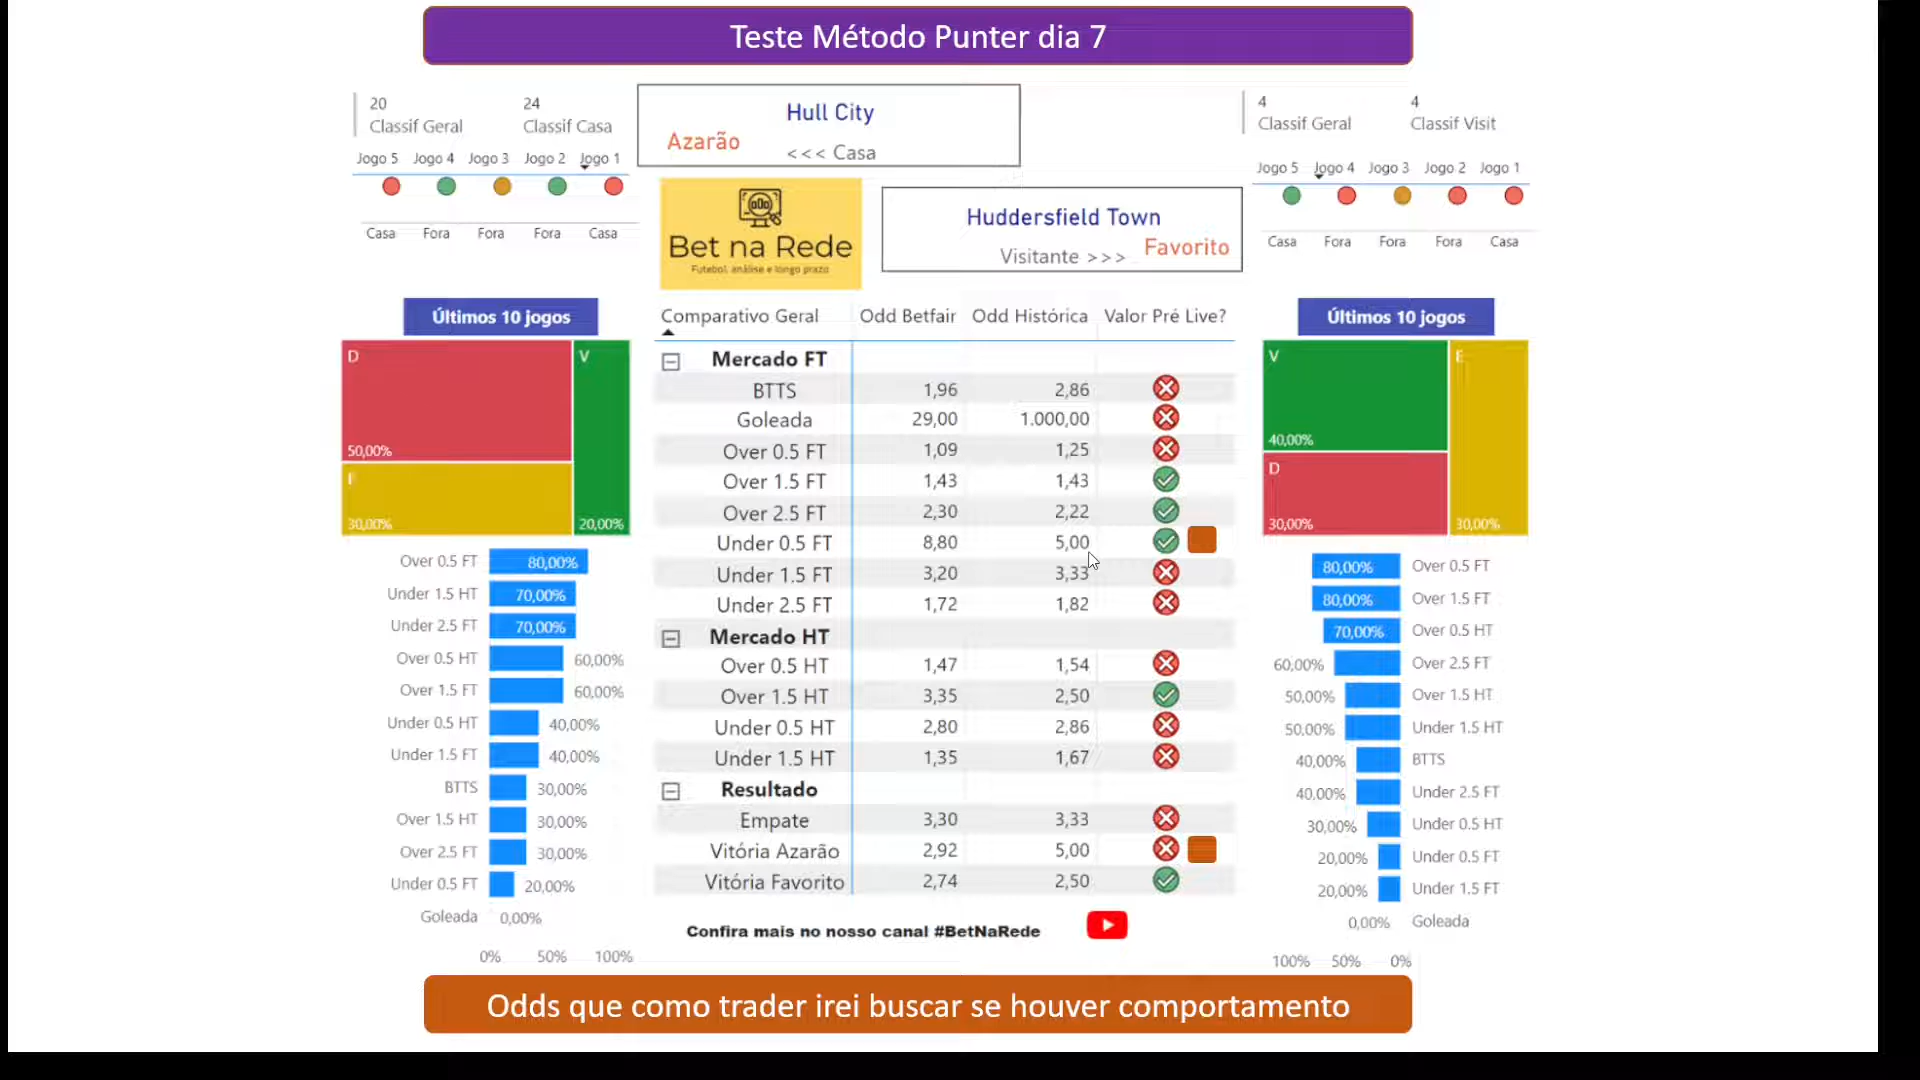 Teste Método Punter dia 7
20
Classif Geral
24
Classif Casa
Jogo 5 Jogo 4 Jogo 3 Jogo 2 Jogo 1
Casa Fora Fora Fora Casa
Hull City
Azarão
<<< Casa
4
Classif Geral
4
Classif Visit
Jogo 5 Jogo 4 Jogo 3 Jogo 2 Jogo 1
Casa Fora Fora Fora Casa
Bet na Rede
Futebol, análise e longo prazo
Huddersfield Town
Visitante >>>
Favorito
Últimos 10 jogos
D
50,00%
30,00%
V
20,00%
Over 0.5 FT 80,00%
Under 1.5 HT 70,00%
Under 2.5 FT 70,00%
Over 0.5 HT 60,00%
Over 1.5 FT 60,00%
Under 0.5 HT 40,00%
Under 1.5 FT 40,00%
BTTS 30,00%
Over 1.5 HT 30,00%
Over 2.5 FT 30,00%
Under 0.5 FT 20,00%
Goleada 0,00%
0% 50% 100%
Comparativo Geral Odd Betfair Odd Histórica Valor Pré Live?
Mercado FT
BTTS 1,96 2,86
Goleada 29,00 1.000,00
Over 0.5 FT 1,09 1,25
Over 1.5 FT 1,43 1,43
Over 2.5 FT 2,30 2,22
Under 0.5 FT 8,80 5,00
Under 1.5 FT 3,20 3,33
Under 2.5 FT 1,72 1,82
Mercado HT
Over 0.5 HT 1,47 1,54
Over 1.5 HT 3,35 2,50
Under 0.5 HT 2,80 2,86
Under 1.5 HT 1,35 1,67
Resultado
Empate 3,30 3,33
Vitória Azarão 2,92 5,00
Vitória Favorito 2,74 2,50
Confira mais no nosso canal #BetNaRede
Últimos 10 jogos
V
40,00%
D
30,00%
E
30,00%
80,00% Over 0.5 FT
80,00% Over 1.5 FT
70,00% Over 0.5 HT
60,00% Over 2.5 FT
50,00% Over 1.5 HT
50,00% Under 1.5 HT
40,00% BTTS
40,00% Under 2.5 FT
30,00% Under 0.5 HT
20,00% Under 0.5 FT
20,00% Under 1.5 FT
0,00% Goleada
100% 50% 0%
Odds que como trader irei buscar se houver comportamento